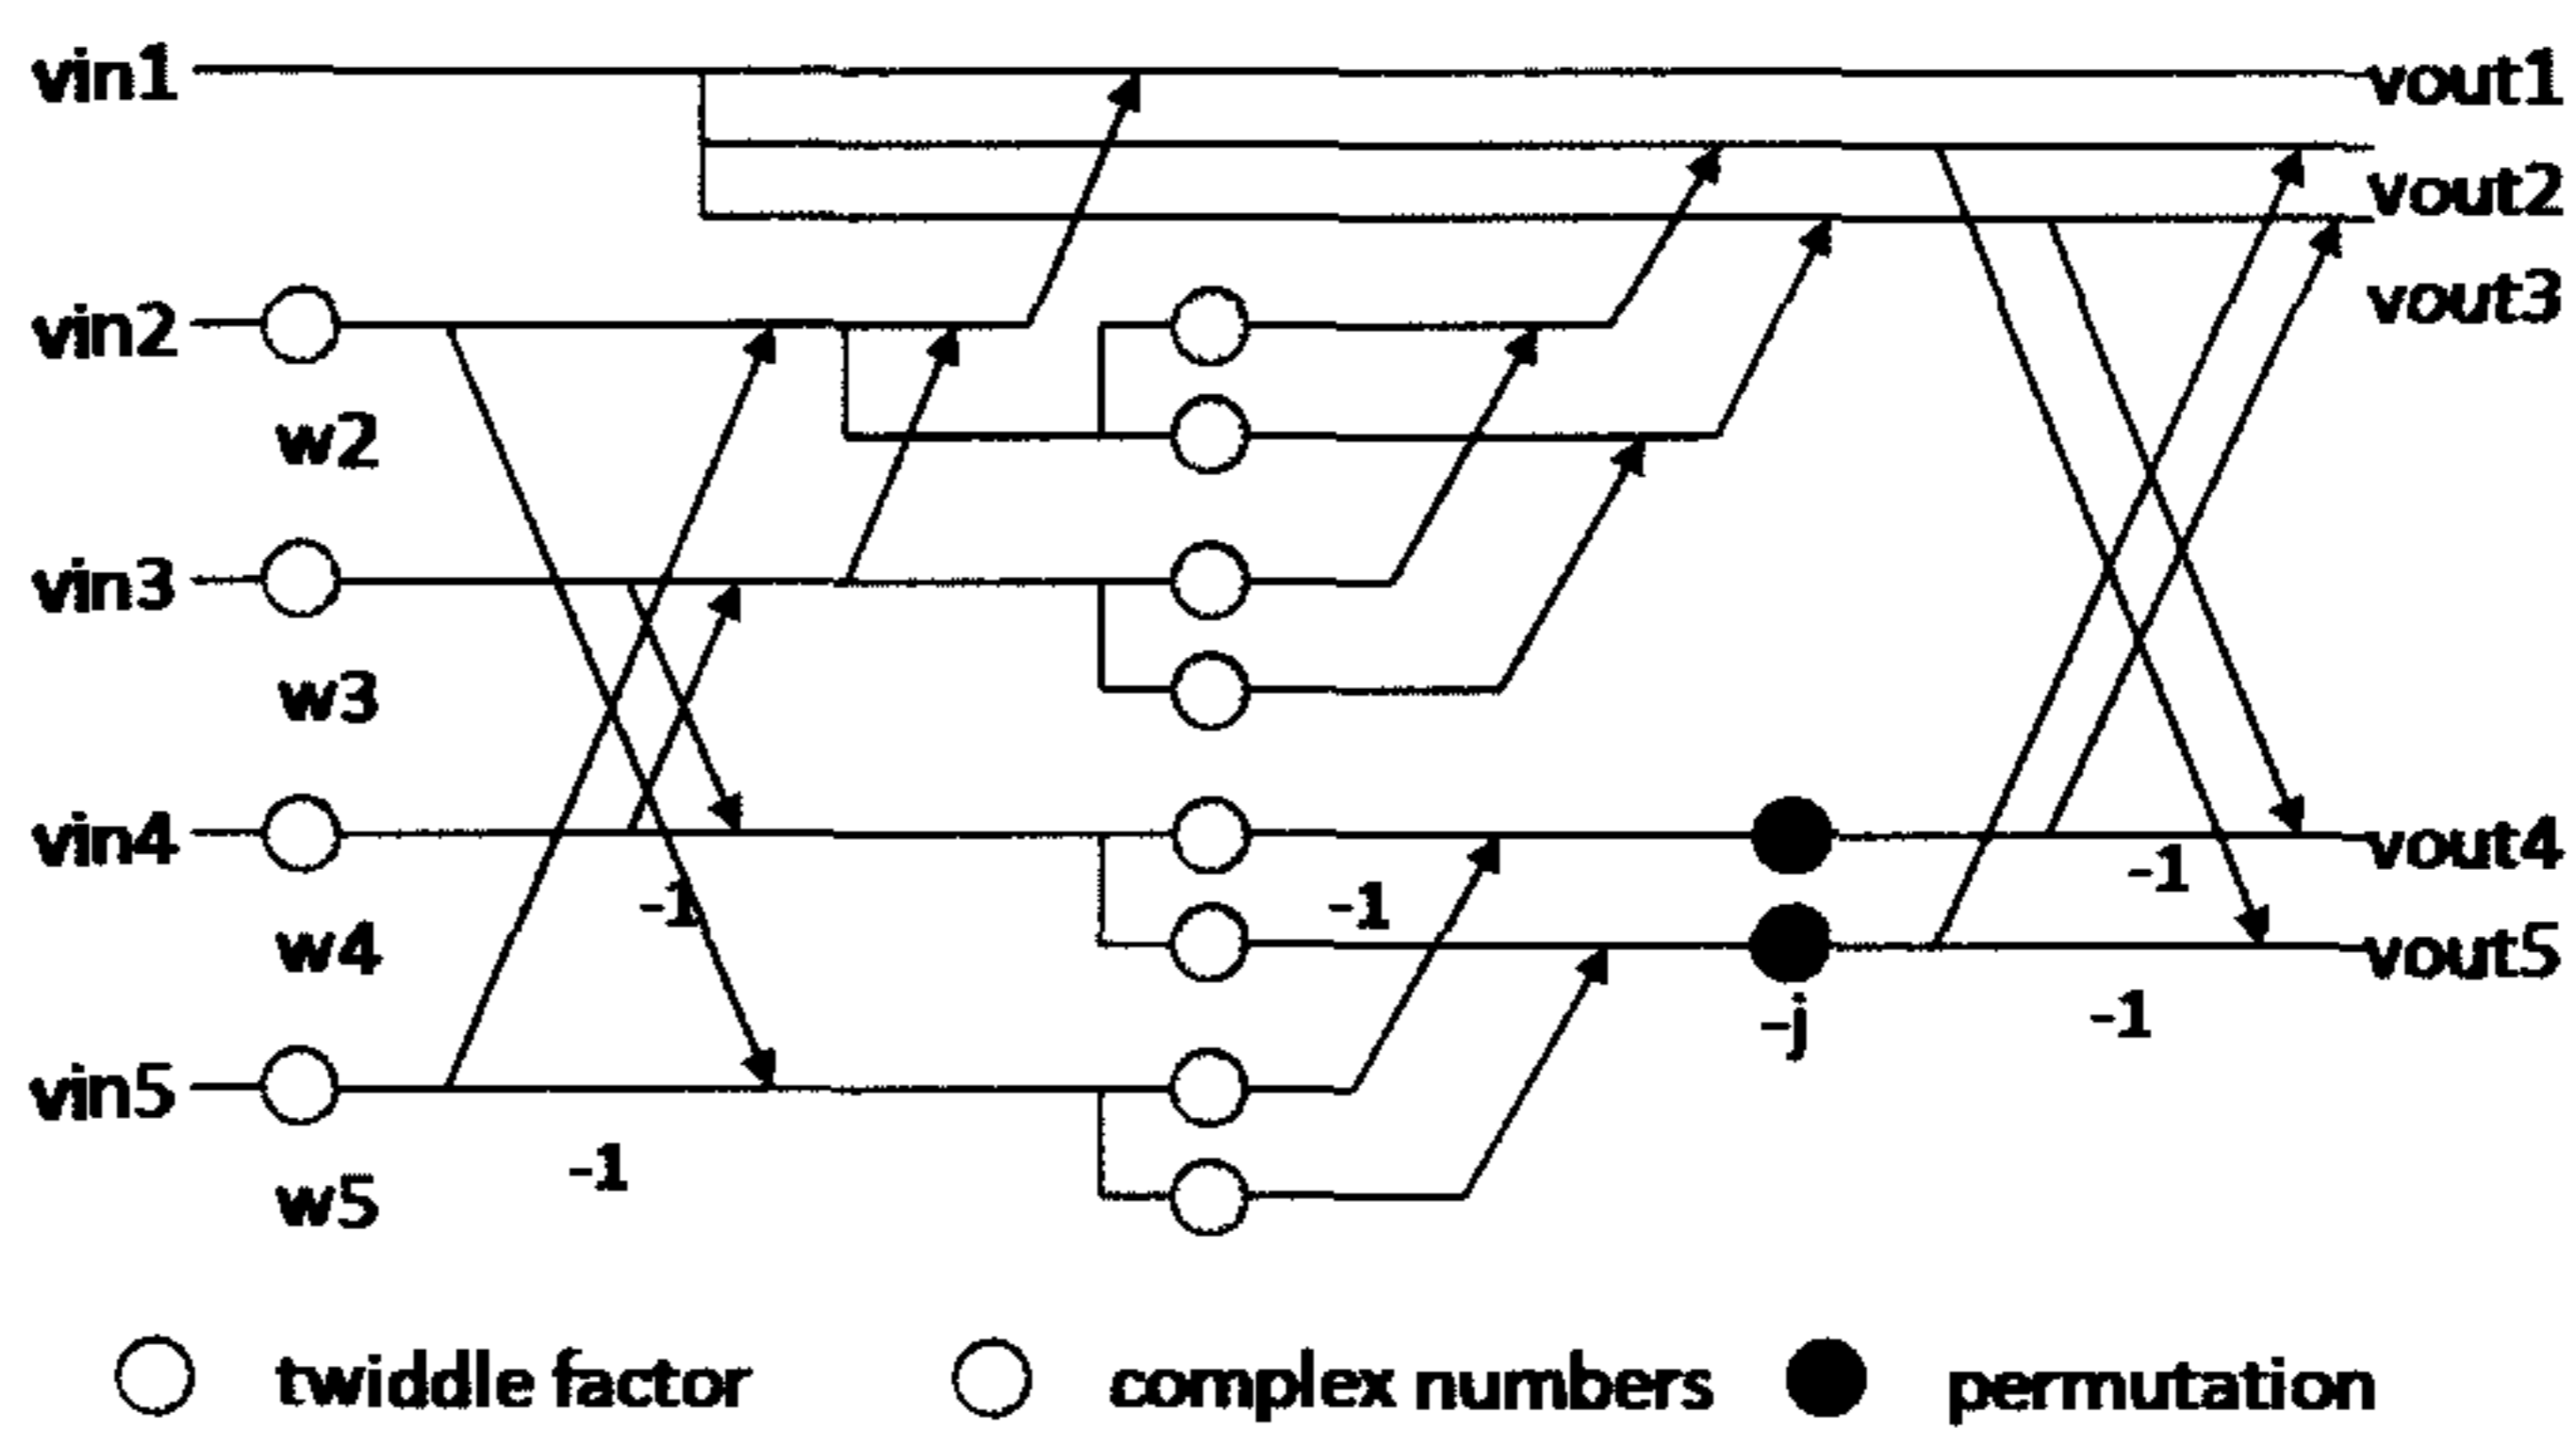 vin1
vout1
vout2
vin2
vout3
w2
vin3
w3
vin4
-1
-1
-1
vout4
w4
vout5
-j
-1
vin5
-1
w5
twiddle factor
complex numbers
permutation